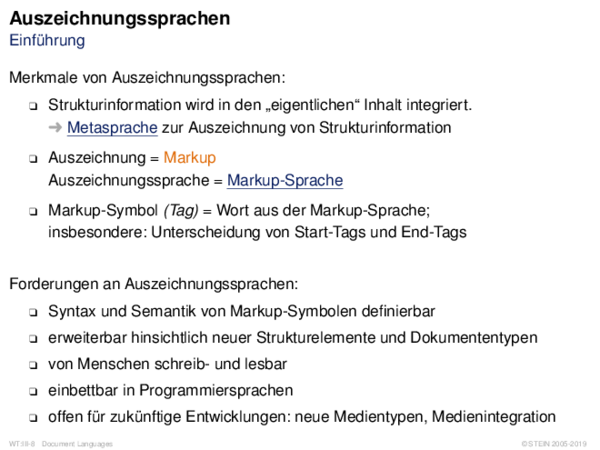 Auszeichnungssprachen
Einführung
Merkmale von Auszeichnungssprachen:
❑ Strukturinformation wird in den „eigentlichen“ Inhalt integriert.
➜ Metasprache zur Auszeichnung von Strukturinformation
❑ Auszeichnung = Markup
Auszeichnungssprache = Markup-Sprache
❑ Markup-Symbol (Tag) = Wort aus der Markup-Sprache;
insbesondere: Unterscheidung von Start-Tags und End-Tags
Forderungen an Auszeichnungssprachen:
❑ Syntax und Semantik von Markup-Symbolen definierbar
❑ erweiterbar hinsichtlich neuer Strukturelemente und Dokumententypen
❑ von Menschen schreib- und lesbar
❑ einbettbar in Programmiersprachen
❑ offen für zukünftige Entwicklungen: neue Medientypen, Medienintegration
WT:III-8 Document Languages © STEIN 2005-2019